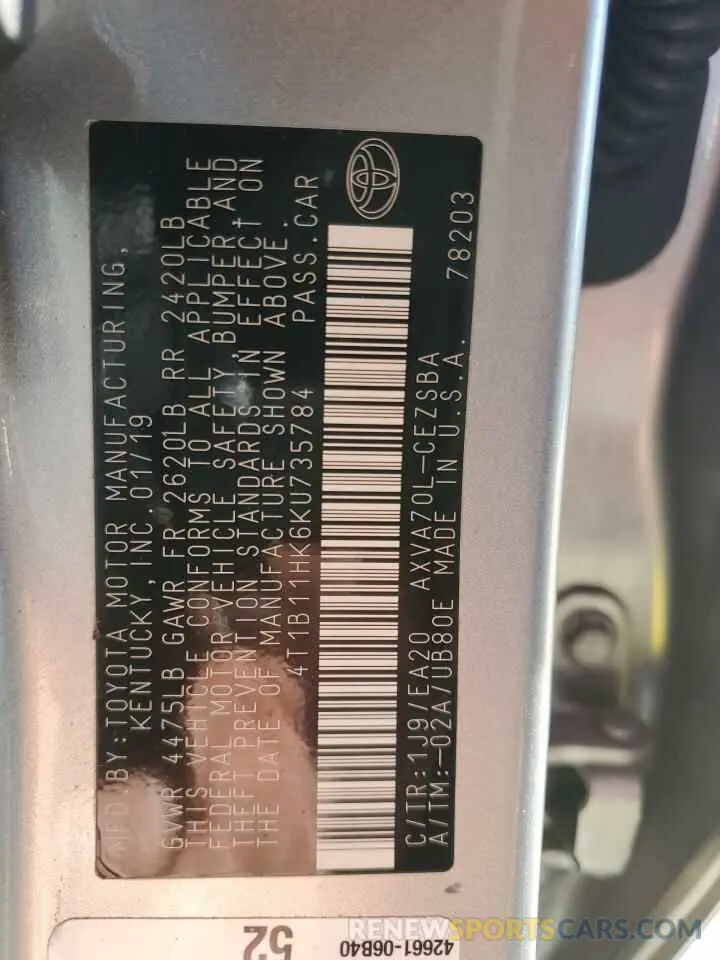 MFD. BY: TOYOTA MOTOR MANUFACTURING,
KENTUCKY, INC. 01/19
GVWR 4475LB GAWR FR 2620LB RR 2420LB
THIS VEHICLE CONFORMS TO ALL APPLICABLE
FEDERAL MOTOR VEHICLE SAFETY, BUMPER AND
THEFT PREVENTION STANDARDS IN EFFECT ON
THE DATE OF MANUFACTURE SHOWN ABOVE.
4T1B11HK6KU735784 PASS.CAR
C/TR:1J9/EA20 AXVA70L-CEZSBA
A/TM:-02A/UB80E MADE IN U.S.A. 78203
52
42661-06B40
RENEWSPORTSCARS.COM